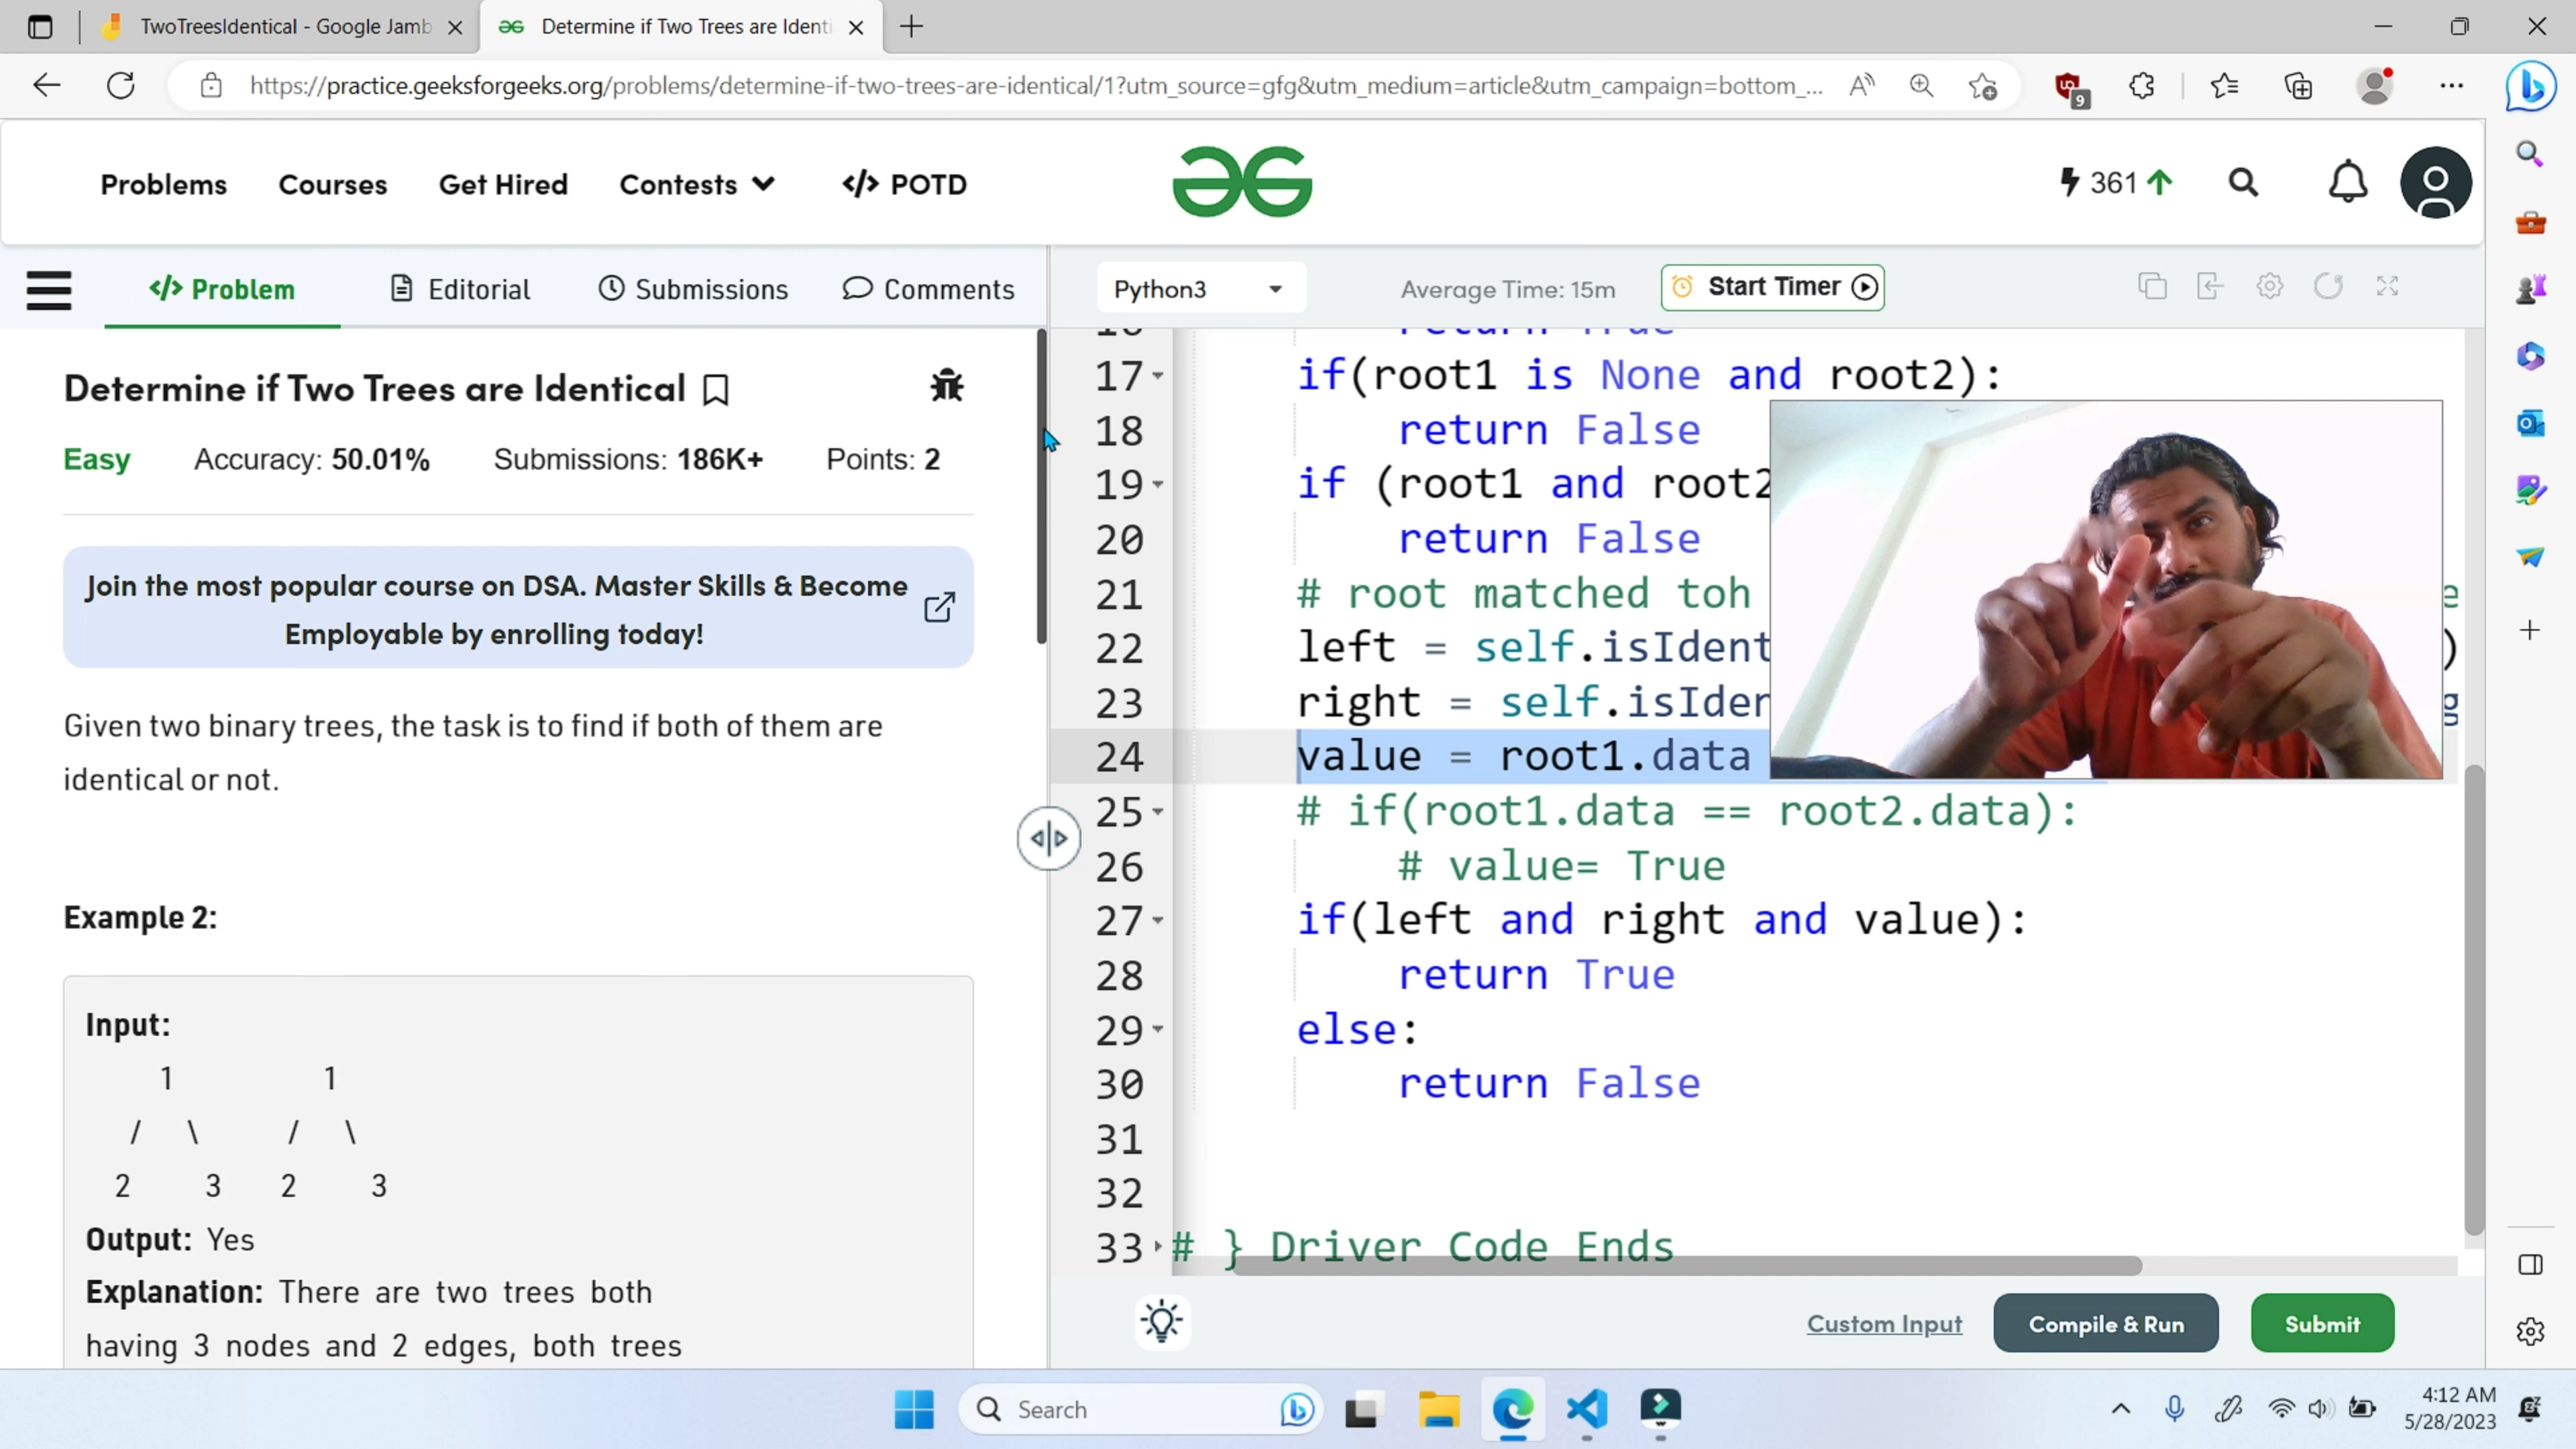 TwoTreesIdentical - Google Jamb
Determine if Two Trees are Identi
https://practice.geeksforgeeks.org/problems/determine-if-two-trees-are-identical/1?utm_source=gfg&utm_medium=article&utm_campaign=bottom_...
9
Problems Courses Get Hired Contests </> POTD
361
</> Problem Editorial Submissions Comments
Python3 Average Time: 15m Start Timer
Determine if Two Trees are Identical
Easy Accuracy: 50.01% Submissions: 186K+ Points: 2
Join the most popular course on DSA. Master Skills & Become
Employable by enrolling today!
Given two binary trees, the task is to find if both of them are
identical or not.
Example 2:
Input:
1 1
/ \ / \
2 3 2 3
Output: Yes
Explanation: There are two trees both
having 3 nodes and 2 edges, both trees
16 return True
17 if(root1 is None and root2):
18 return False
19 if (root1 and root2
20 return False
21 # root matched toh e
22 left = self.isIdent )
23 right = self.isIden
24 value = root1.data
25 # if(root1.data == root2.data):
26 # value= True
27 if(left and right and value):
28 return True
29 else:
30 return False
31
32
33 # } Driver Code Ends
Custom Input Compile & Run Submit
Search
4:12 AM
5/28/2023